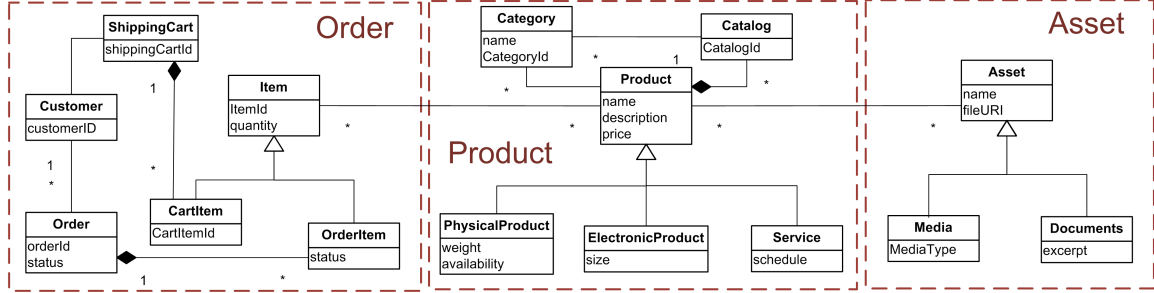 Order
ShippingCart
shippingCartId
1
*
Customer
customerID
1
*
Item
ItemId
quantity
*
CartItem
CartItemId
Order
orderId
status
1
*
OrderItem
status
Product
Category
name
CategoryId
*
*
Catalog
CatalogId
1
*
Product
name
description
price
*
*
PhysicalProduct
weight
availability
ElectronicProduct
size
Service
schedule
Asset
Asset
name
fileURI
*
Media
MediaType
Documents
excerpt